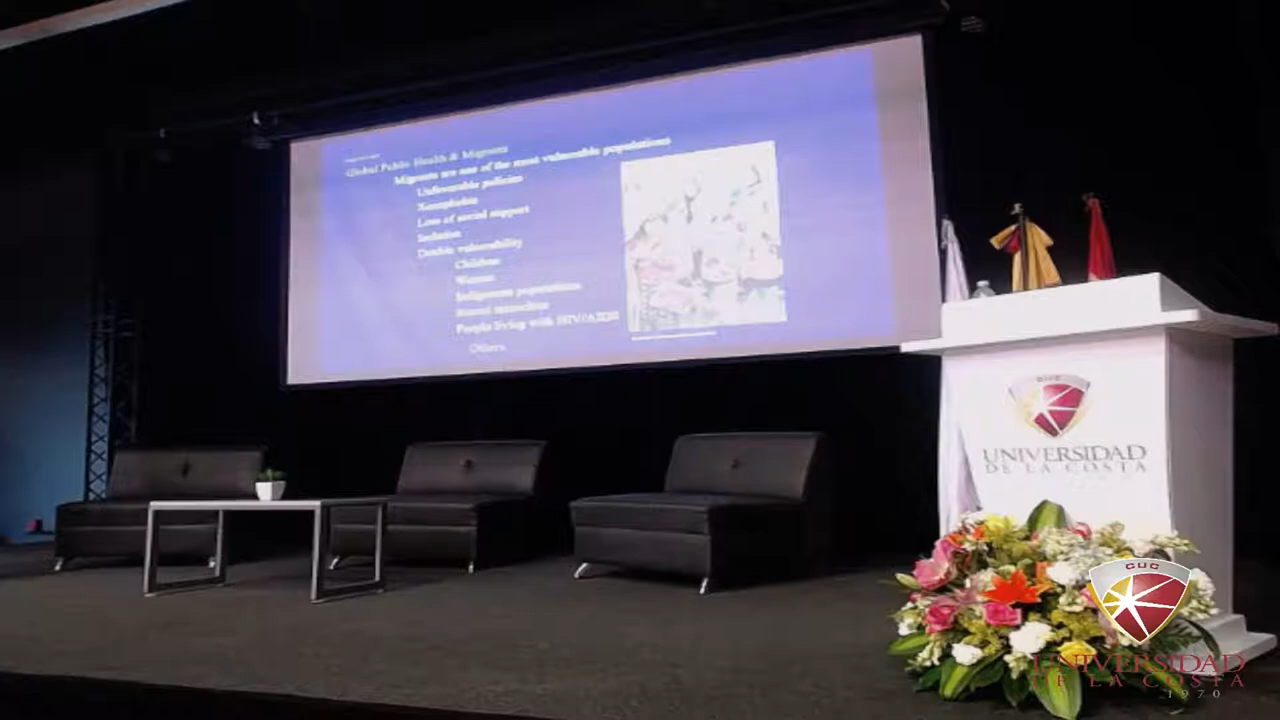 Global Public Health & Migrants
Migrants are one of the most vulnerable populations
Unfavorable policies
Xenophobia
Loss of social support
Isolation
Double vulnerability
Children
Women
Indigenous populations
Sexual minorities
People living with HIV/AIDS
Others
CUC
UNIVERSIDAD
DE LA COSTA
CUC
UNIVERSIDAD
DE LA COSTA
1970